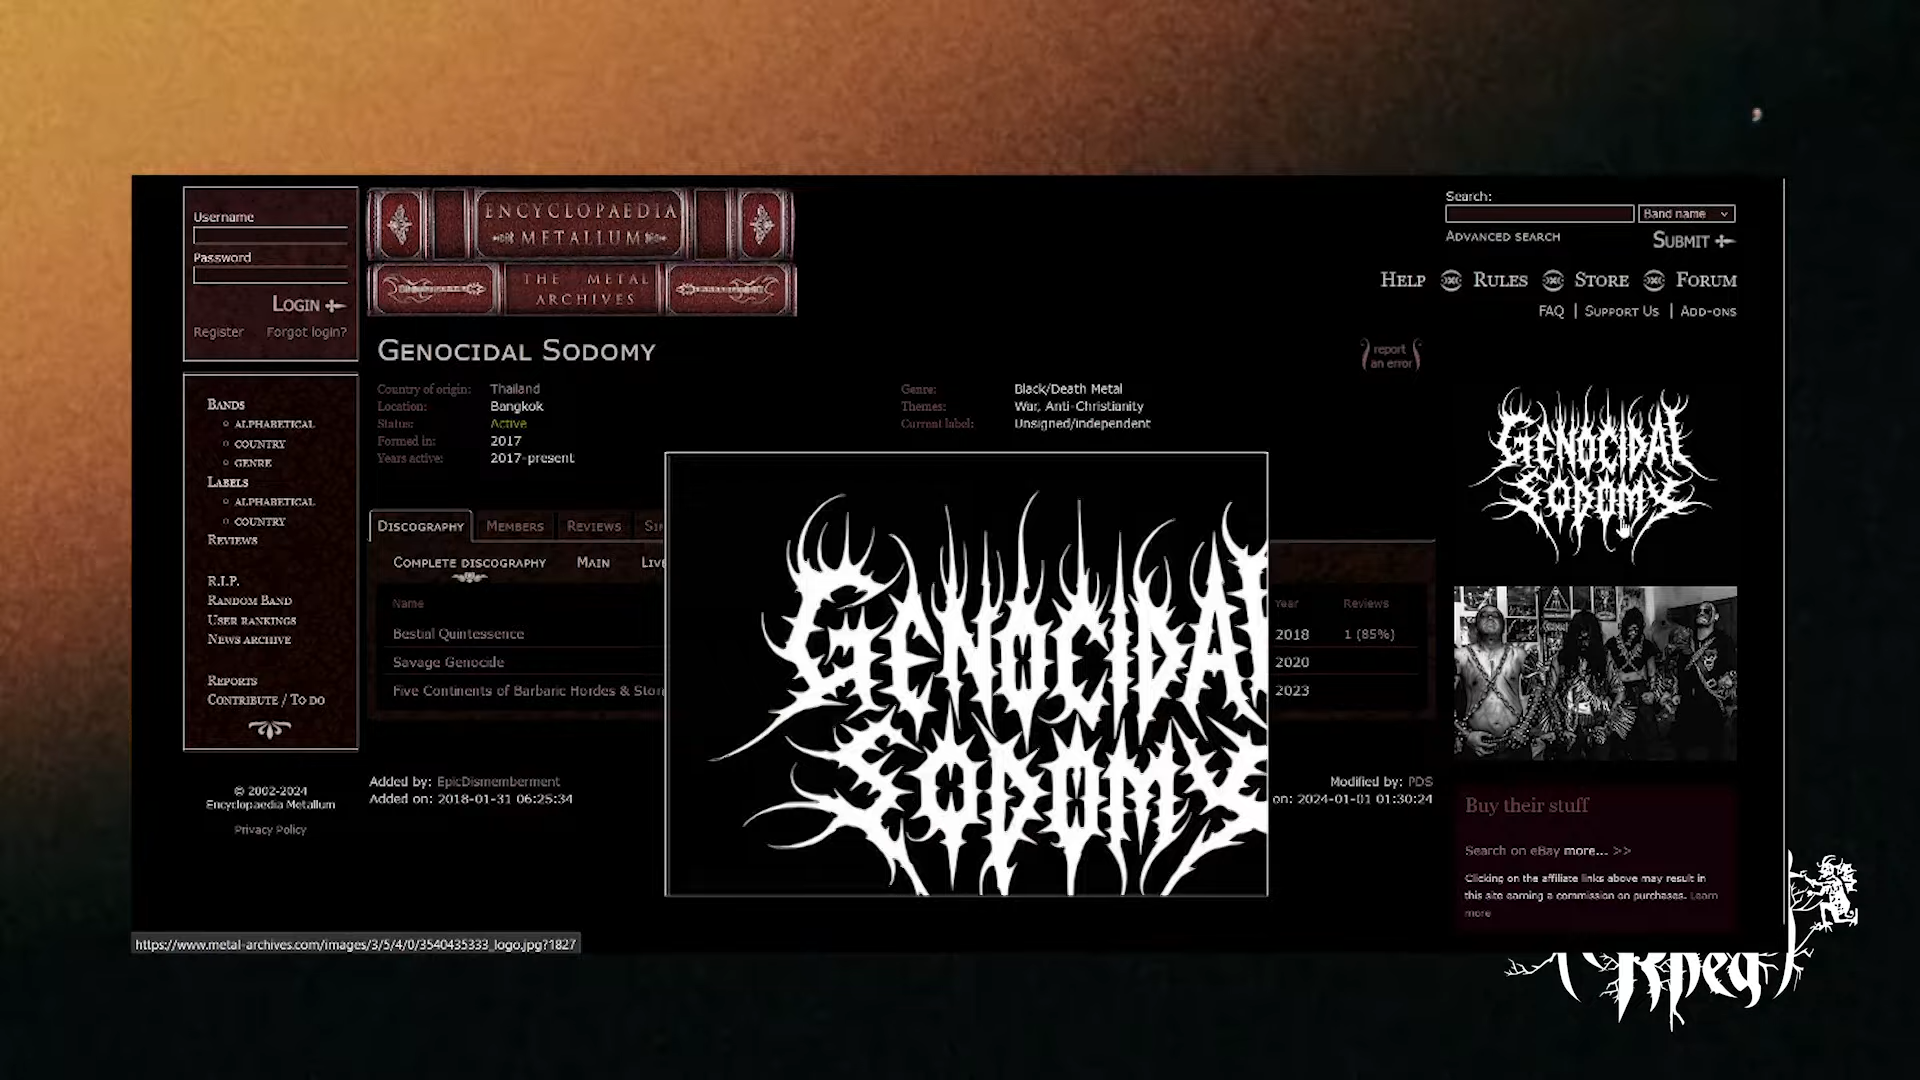 Username
Password
LOGIN
Register Forgot login?
ENCYCLOPAEDIA
METALLUM
THE METAL
ARCHIVES
Search:
Band name
ADVANCED SEARCH
SUBMIT
HELP RULES STORE FORUM
FAQ | SUPPORT US | ADD-ONS
GENOCIDAL SODOMY
report
an error
Country of origin: Thailand
Location: Bangkok
Status: Active
Formed in: 2017
Years active: 2017-present
Genre: Black/Death Metal
Themes: War, Anti-Christianity
Current label: Unsigned/independent
BANDS
ALPHABETICAL
COUNTRY
GENRE
LABELS
ALPHABETICAL
COUNTRY
REVIEWS
R.I.P.
RANDOM BAND
USER RANKINGS
NEWS ARCHIVE
REPORTS
CONTRIBUTE / TO DO
© 2002-2024
Encyclopaedia Metallum
Privacy Policy
DISCOGRAPHY MEMBERS REVIEWS
COMPLETE DISCOGRAPHY MAIN
Name Year Reviews
Bestial Quintessence 2018 1 (85%)
Savage Genocide 2020
Five Continents of Barbaric Hordes & 2023
GENOCIDAL
SODOMY
GENOCIDAL
SODOMY
Added by: EpicDismemberment
Added on: 2018-01-31 06:25:34
Modified by: PDS
on: 2024-01-01 01:30:24
Buy their stuff
Search on eBay more... >>
Clicking on the affiliate links above may result in
this site earning a commission on purchases. Learn
more
https://www.metal-archives.com/images/3/5/4/0/3540435333_logo.jpg?1827